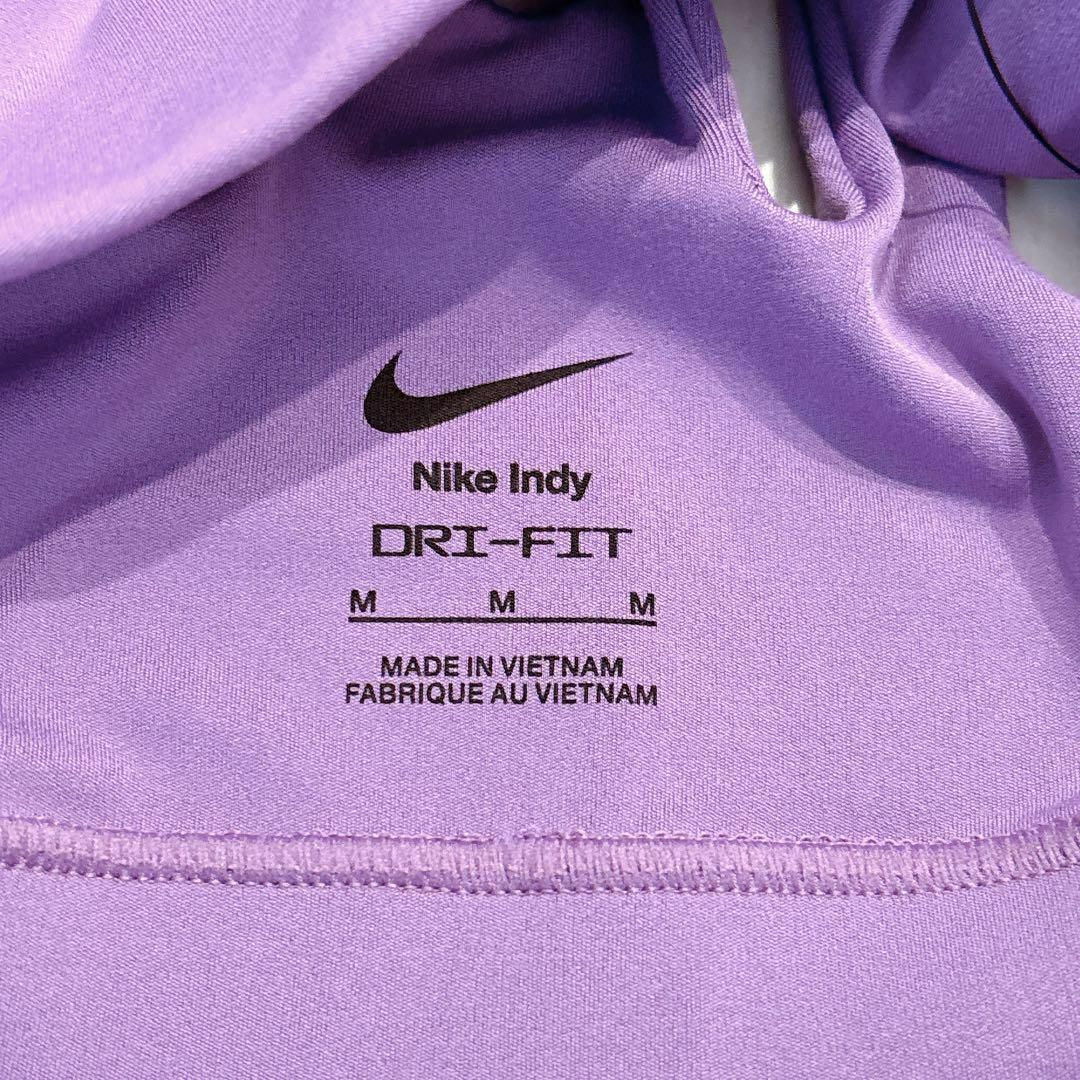 Nike Indy
DRI-FIT
M M M
MADE IN VIETNAM
FABRIQUE AU VIETNAM